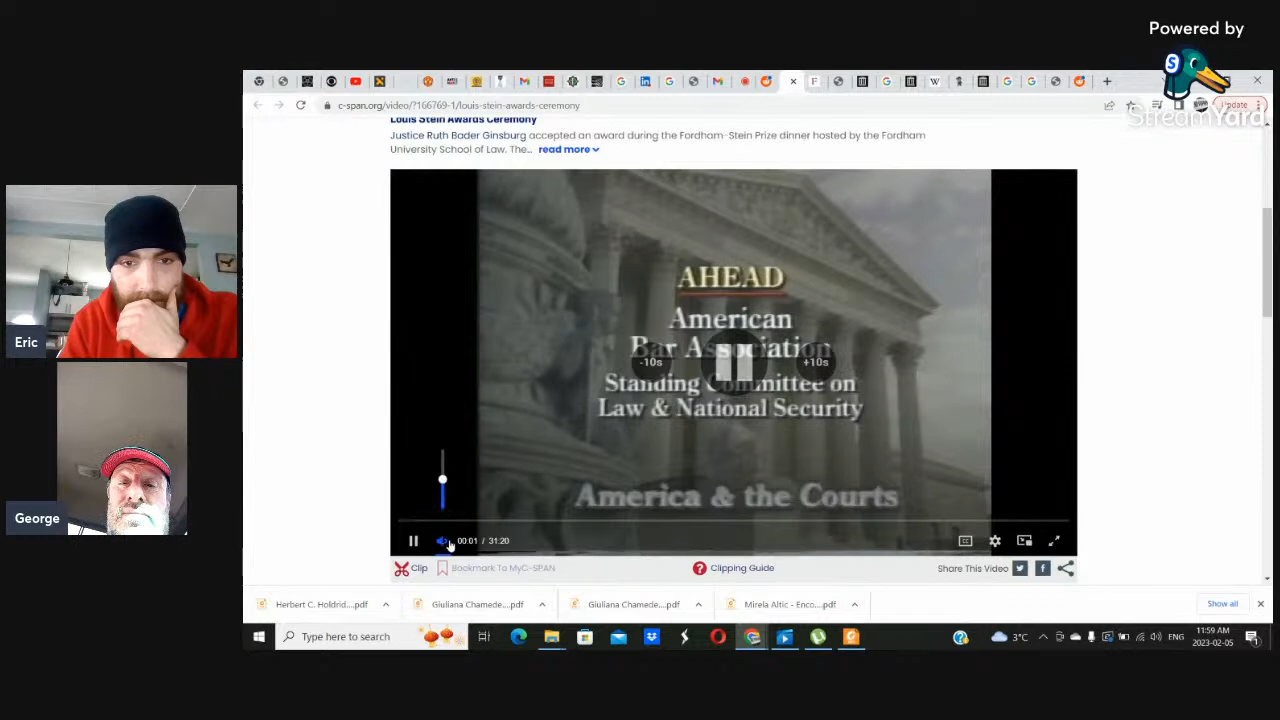 Powered by
S
StreamYard
c-span.org/video/?166769-1/louis-stein-awards-ceremony
Update
Louis Stein Awards Ceremony
Justice Ruth Bader Ginsburg accepted an award during the Fordham-Stein Prize dinner hosted by the Fordham
University School of Law. The... read more
AHEAD
American
Bar Association
Standing Committee on
Law & National Security
-10s
+10s
America & the Courts
Eric
George
00:01 / 31:20
CC
Clip
Bookmark To MyC-SPAN
? Clipping Guide
Share This Video
Herbert C. Holdrid....pdf
Giuliana Chamede....pdf
Giuliana Chamede....pdf
Mirela Altic - Enco....pdf
Show all
Type here to search
3°C
ENG
11:59 AM
2023-02-05